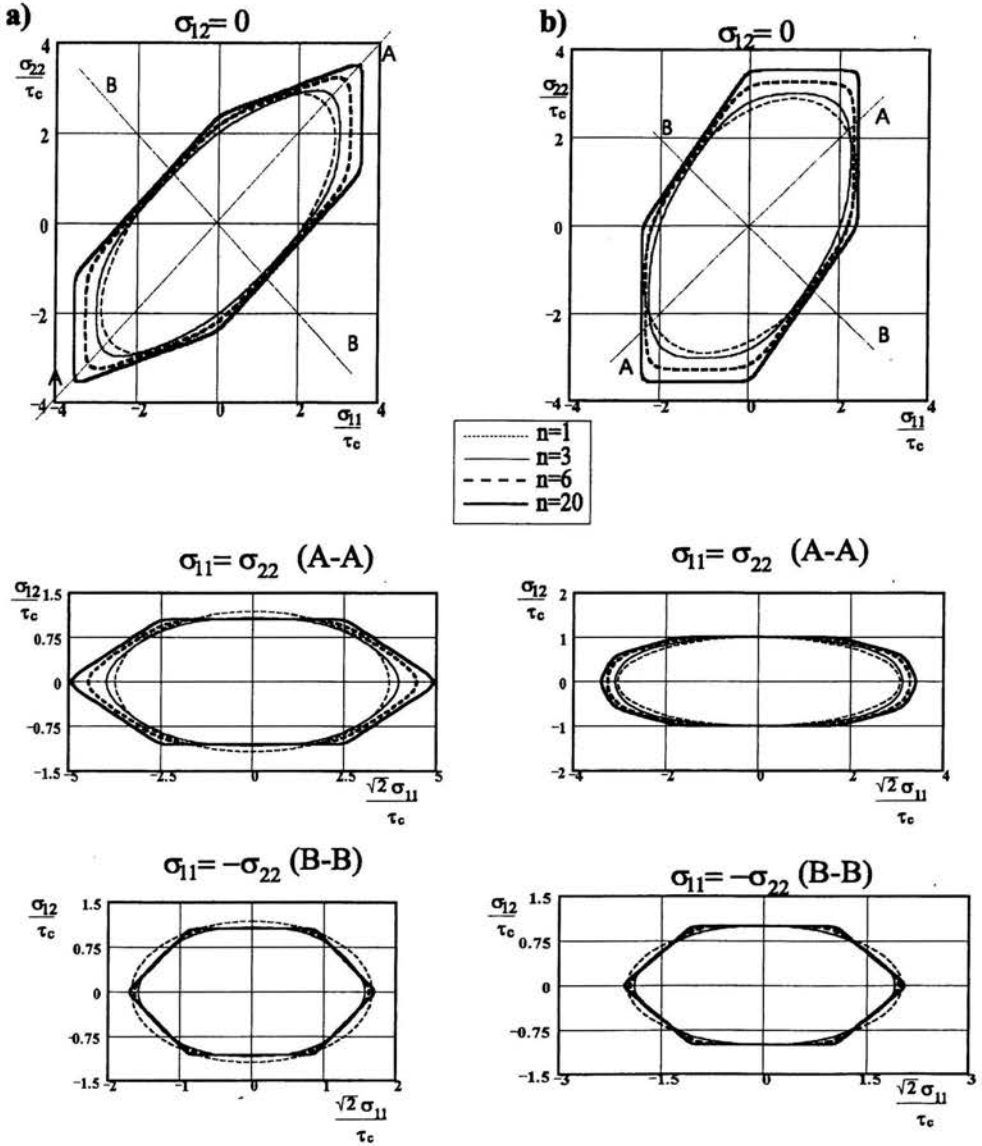 a)
σ12= 0
σ22
τc
4
2
0
−2
−4
−4 −2 0 2 4
σ11
τc
A
B
B
A
b)
σ12= 0
σ22
τc
4
2
0
−2
−4
−4 −2 0 2 4
σ11
τc
A
B
B
A
n=1
n=3
n=6
n=20
σ11= σ22 (A-A)
σ12
τc
1.5
0.75
0
−0.75
−1.5
−5 −2.5 0 2.5 5
√2 σ11
τc
σ11= σ22 (A-A)
σ12
τc
2
1
0
−1
−2
−4 −2 0 2 4
√2 σ11
τc
σ11= −σ22 (B-B)
σ12
τc
1.5
0.75
0
−0.75
−1.5
−2 −1 0 1 2
√2 σ11
τc
σ11= −σ22 (B-B)
σ12
τc
1.5
0.75
0
−0.75
−1.5
−3 −1.5 0 1.5 3
√2 σ11
τc